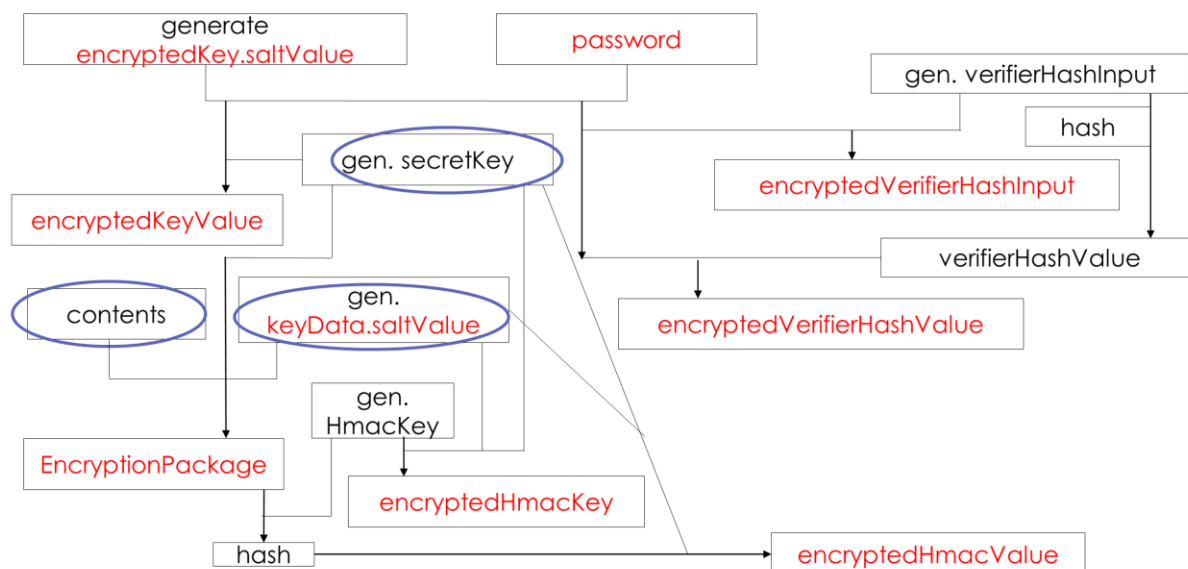 generate
encryptedKey.saltValue
password
gen. verifierHashInput
hash
gen. secretKey
encryptedVerifierHashInput
encryptedKeyValue
verifierHashValue
contents
gen.
keyData.saltValue
encryptedVerifierHashValue
gen.
HmacKey
EncryptionPackage
encryptedHmacKey
hash
encryptedHmacValue